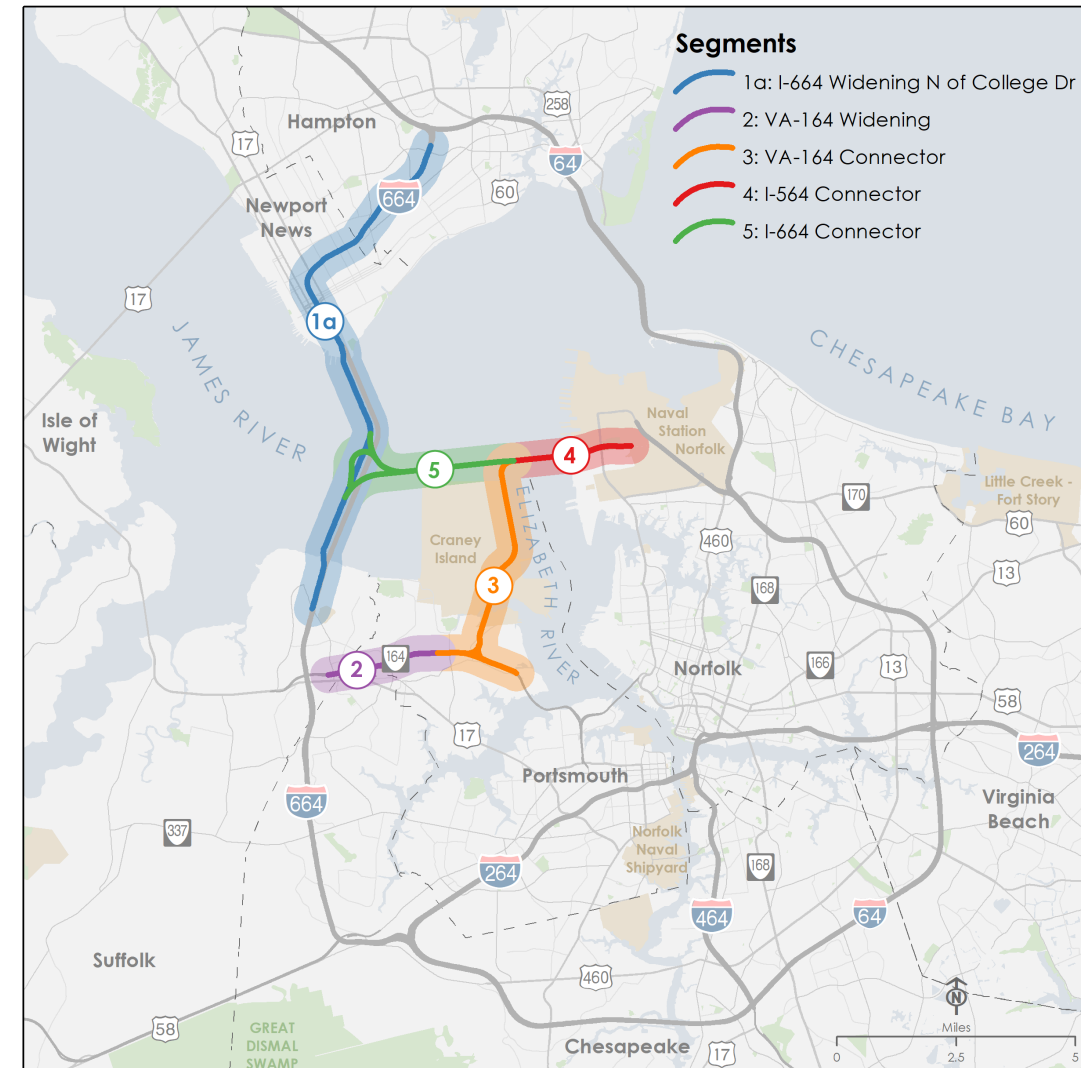 Segments
1a: I-664 Widening N of College Dr
2: VA-164 Widening
3: VA-164 Connector
4: I-564 Connector
5: I-664 Connector
258
Hampton
17
64
60
664
Newport
News
17
1a
JAMES RIVER
CHESAPEAKE BAY
Isle of
Wight
Naval
Station
Norfolk
4
5
Little Creek -
Fort Story
170
60
ELIZABETH RIVER
Craney
Island
460
13
3
168
164
2
Norfolk
166
13
58
17
264
Portsmouth
664
Virginia
Beach
337
Norfolk
Naval
Shipyard
168
264
464
64
Suffolk
460
N
Miles
58
GREAT
DISMAL
SWAMP
Chesapeake
17
0
2.5
5